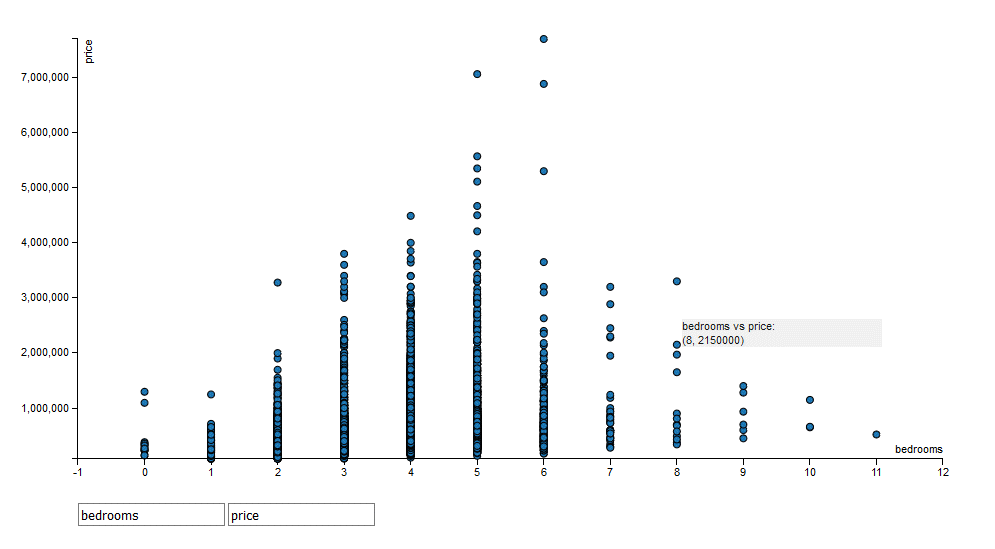 price
7,000,000
6,000,000
5,000,000
4,000,000
3,000,000
2,000,000
1,000,000
bedrooms vs price:
(8, 2150000)
bedrooms
-1 0 1 2 3 4 5 6 7 8 9 10 11 12
bedrooms price